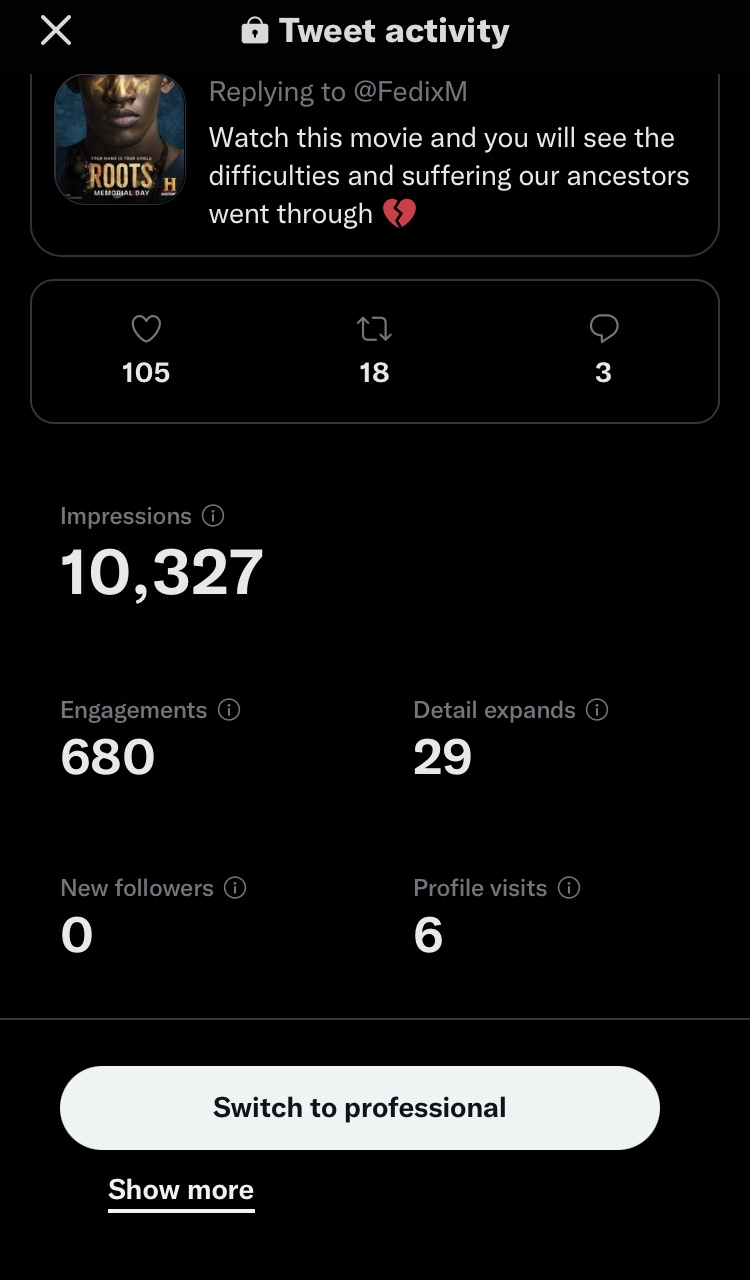 Tweet activity
Replying to @FedixM
Watch this movie and you will see the
difficulties and suffering our ancestors
went through 💔
YOUR NAME IS YOUR SHIELD
ROOTS
MEMORIAL DAY
H
HISTORY
105
18
3
Impressions
10,327
Engagements
Detail expands
680
29
New followers
Profile visits
0
6
Switch to professional
Show more